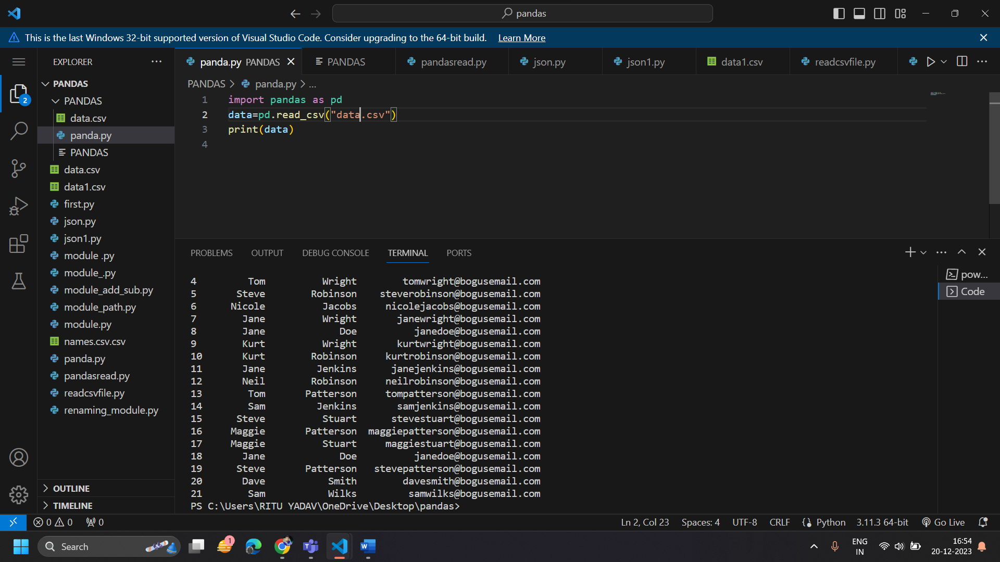 pandas
This is the last Windows 32-bit supported version of Visual Studio Code. Consider upgrading to the 64-bit build. Learn More
EXPLORER
panda.py PANDAS
PANDAS
pandasread.py
json.py
json1.py
data1.csv
readcsvfile.py
PANDAS
PANDAS
data.csv
panda.py
PANDAS
data.csv
data1.csv
first.py
json.py
json1.py
module .py
module_.py
module_add_sub.py
module_path.py
module.py
names.csv.csv
panda.py
pandasread.py
readcsvfile.py
renaming_module.py
OUTLINE
TIMELINE
2
PANDAS > panda.py > ...
1 import pandas as pd
2 data=pd.read_csv("data.csv")
3 print(data)
4
PROBLEMS OUTPUT DEBUG CONSOLE TERMINAL PORTS
4 Tom Wright tomwright@bogusemail.com
5 Steve Robinson steverobinson@bogusemail.com
6 Nicole Jacobs nicolejacobs@bogusemail.com
7 Jane Wright janewright@bogusemail.com
8 Jane Doe janedoe@bogusemail.com
9 Kurt Wright kurtwright@bogusemail.com
10 Kurt Robinson kurtrobinson@bogusemail.com
11 Jane Jenkins janejenkins@bogusemail.com
12 Neil Robinson neilrobinson@bogusemail.com
13 Tom Patterson tompatterson@bogusemail.com
14 Sam Jenkins samjenkins@bogusemail.com
15 Steve Stuart stevestuart@bogusemail.com
16 Maggie Patterson maggiepatterson@bogusemail.com
17 Maggie Stuart maggiestuart@bogusemail.com
18 Jane Doe janedoe@bogusemail.com
19 Steve Patterson stevepatterson@bogusemail.com
20 Dave Smith davesmith@bogusemail.com
21 Sam Wilks samwilks@bogusemail.com
PS C:\Users\RITU YADAV\OneDrive\Desktop\pandas>
pow...
Code
0 0 0
Ln 2, Col 23 Spaces: 4 UTF-8 CRLF Python 3.11.3 64-bit Go Live
Search
1
ENG
IN
16:54
20-12-2023